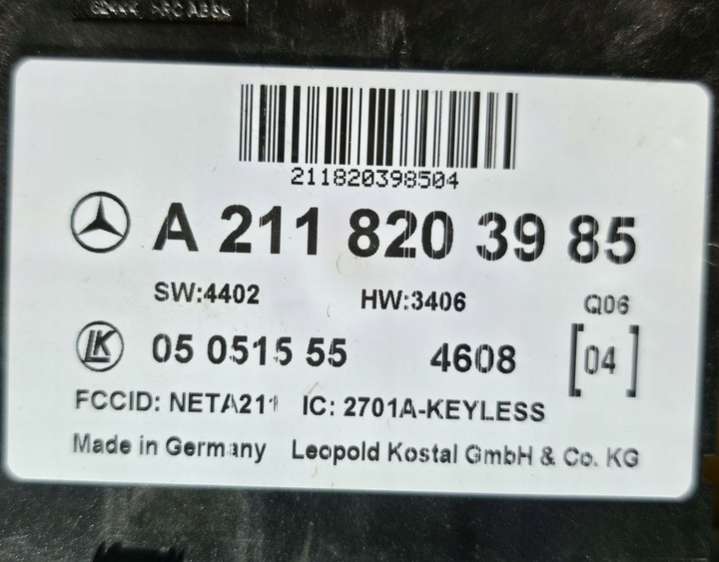 211820398504
A 211 820 39 85
SW:4402 HW:3406 Q06
LK 05 0515 55 4608 [04]
FCCID: NETA211 IC: 2701A-KEYLESS
Made in Germany Leopold Kostal GmbH & Co. KG